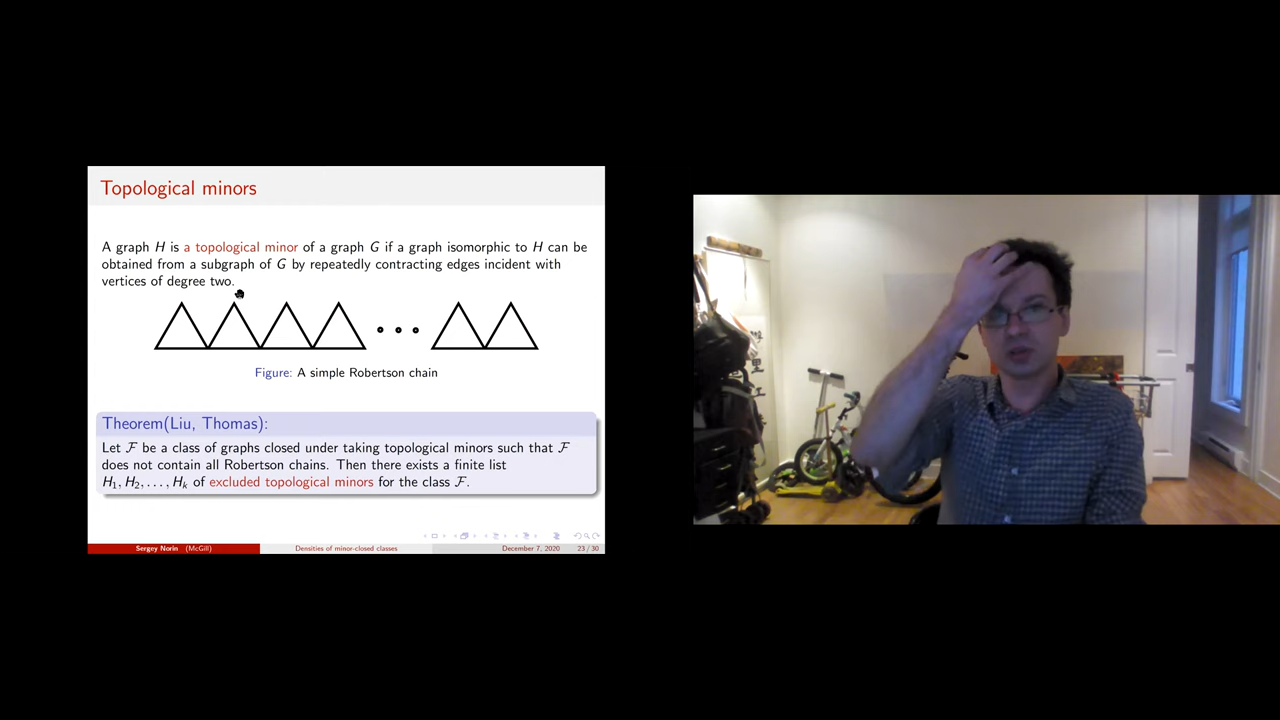 Topological minors
A graph H is a topological minor of a graph G if a graph isomorphic to H can be
obtained from a subgraph of G by repeatedly contracting edges incident with
vertices of degree two.
Figure: A simple Robertson chain
Theorem(Liu, Thomas):
Let F be a class of graphs closed under taking topological minors such that F
does not contain all Robertson chains. Then there exists a finite list
H₁, H₂, . . . , Hₖ of excluded topological minors for the class F.
Sergey Norin (McGill) Densities of minor-closed classes December 7, 2020 23 / 30